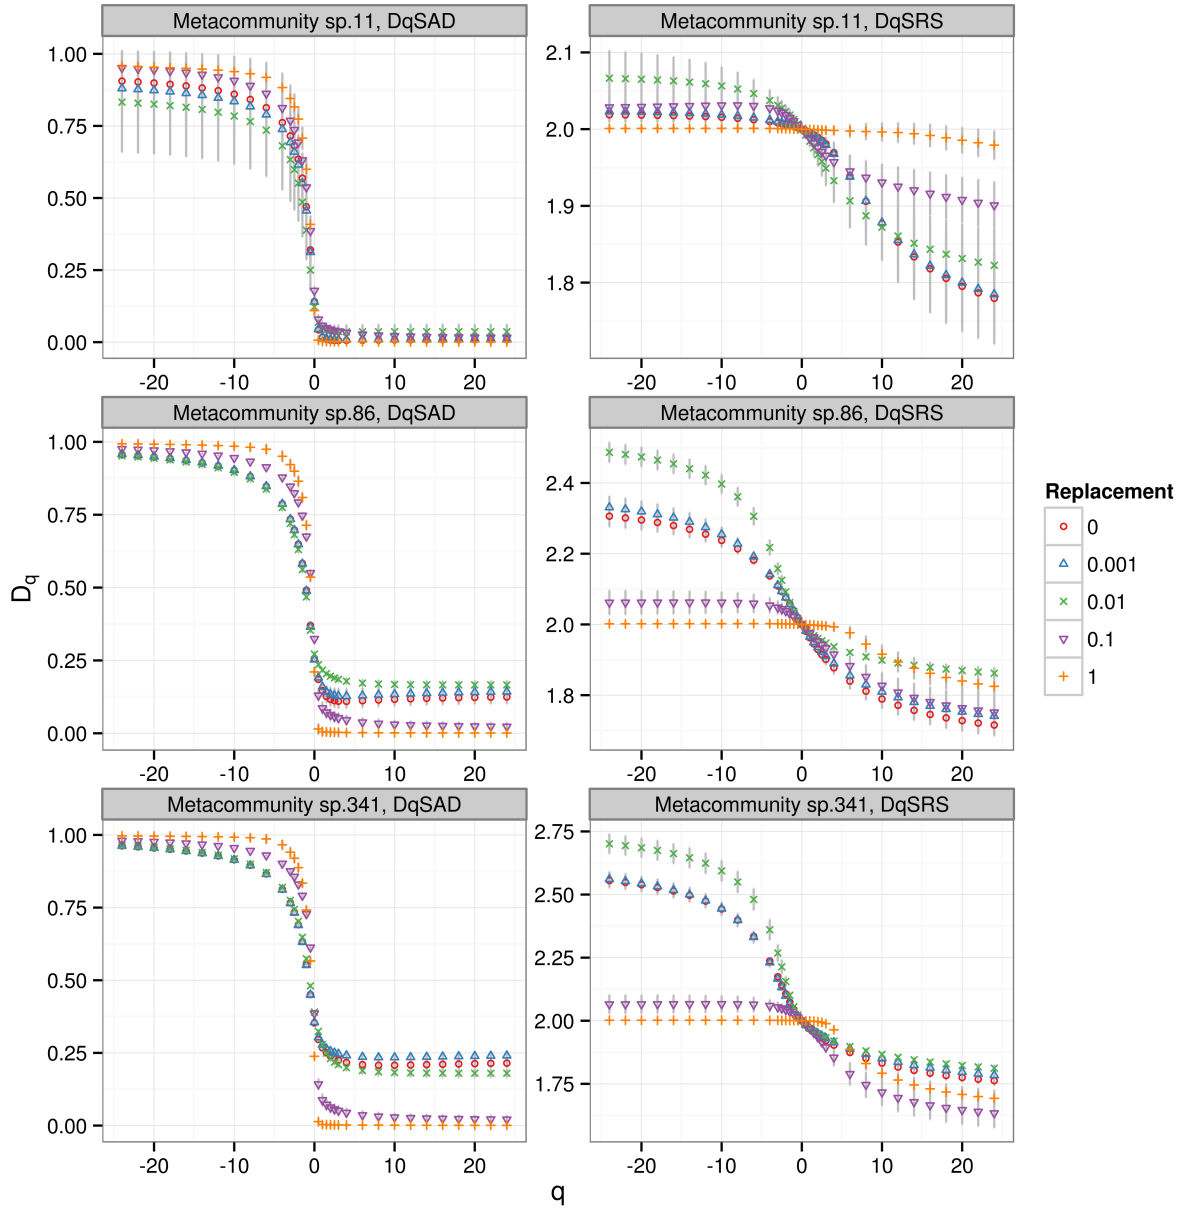 Metacommunity sp.11, DqSAD
Metacommunity sp.11, DqSRS
1.00
0.75
0.50
0.25
0.00
2.1
2.0
1.9
1.8
-20 -10 0 10 20
-20 -10 0 10 20
Metacommunity sp.86, DqSAD
Metacommunity sp.86, DqSRS
1.00
0.75
0.50
0.25
0.00
2.4
2.2
2.0
1.8
-20 -10 0 10 20
-20 -10 0 10 20
Metacommunity sp.341, DqSAD
Metacommunity sp.341, DqSRS
1.00
0.75
0.50
0.25
0.00
2.75
2.50
2.25
2.00
1.75
-20 -10 0 10 20
-20 -10 0 10 20
Dq
q
Replacement
0
0.001
0.01
0.1
1